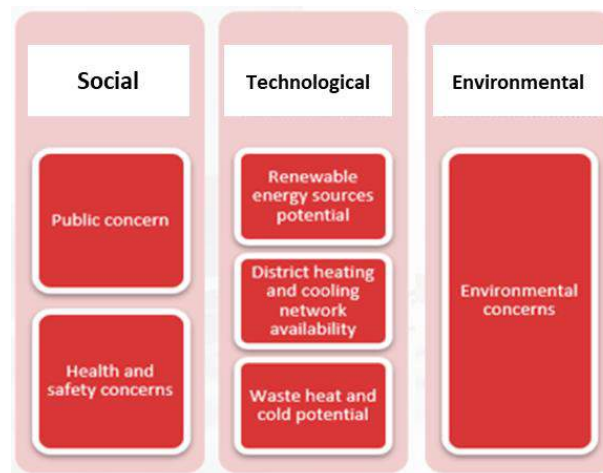 Social
Technological
Environmental
Public concern
Health and
safety concerns
Renewable
energy sources
potential
District heating
and cooling
network
availability
Waste heat and
cold potential
Environmental
concerns